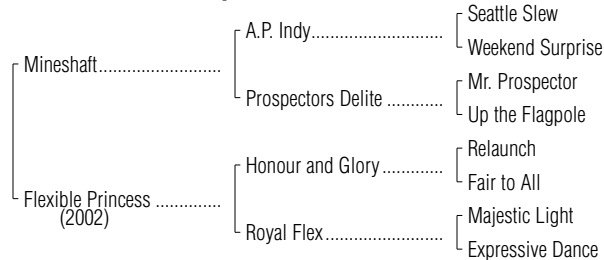 Seattle Slew
A.P. Indy............................
Weekend Surprise
Mineshaft..........................
Mr. Prospector
Prospectors Delite ..............
Up the Flagpole
Relaunch
Honour and Glory..............
Fair to All
Flexible Princess ...............
(2002)
Majestic Light
Royal Flex..........................
Expressive Dance